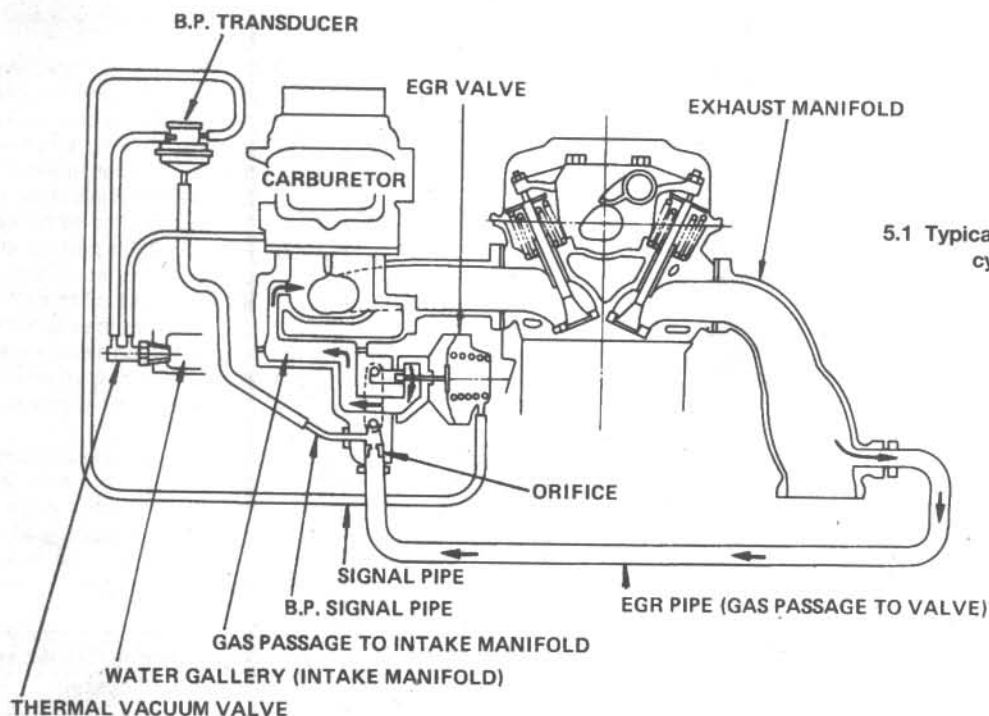 B.P. TRANSDUCER
EGR VALVE
EXHAUST MANIFOLD
CARBURETOR
5.1 Typica
cy
ORIFICE
SIGNAL PIPE
B.P. SIGNAL PIPE
EGR PIPE (GAS PASSAGE TO VALVE)
GAS PASSAGE TO INTAKE MANIFOLD
WATER GALLERY (INTAKE MANIFOLD)
THERMAL VACUUM VALVE